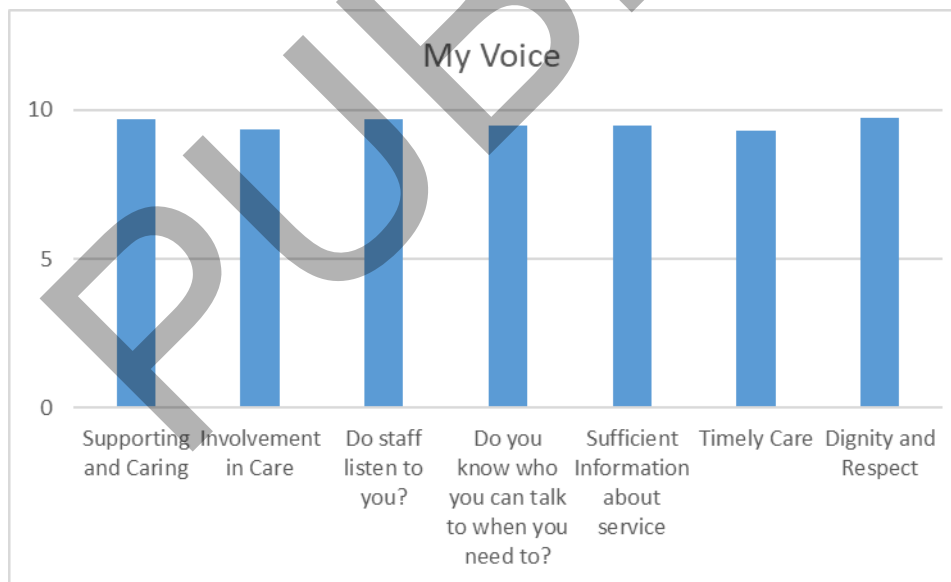 My Voice
10
5
0
Supporting and Caring
Involvement in Care
Do staff listen to you?
Do you know who you can talk to when you need to?
Sufficient Information about service
Timely Care
Dignity and Respect